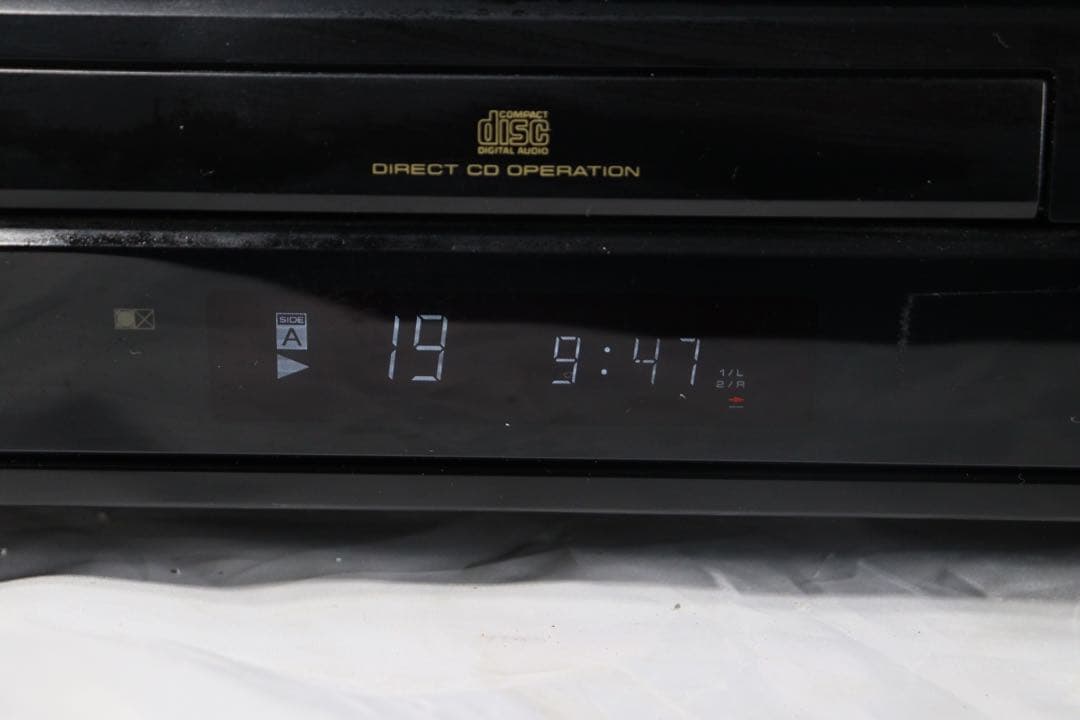 COMPACT
disc
DIGITAL AUDIO
DIRECT CD OPERATION
SIDE
A
19 9:47
1/L
2/R